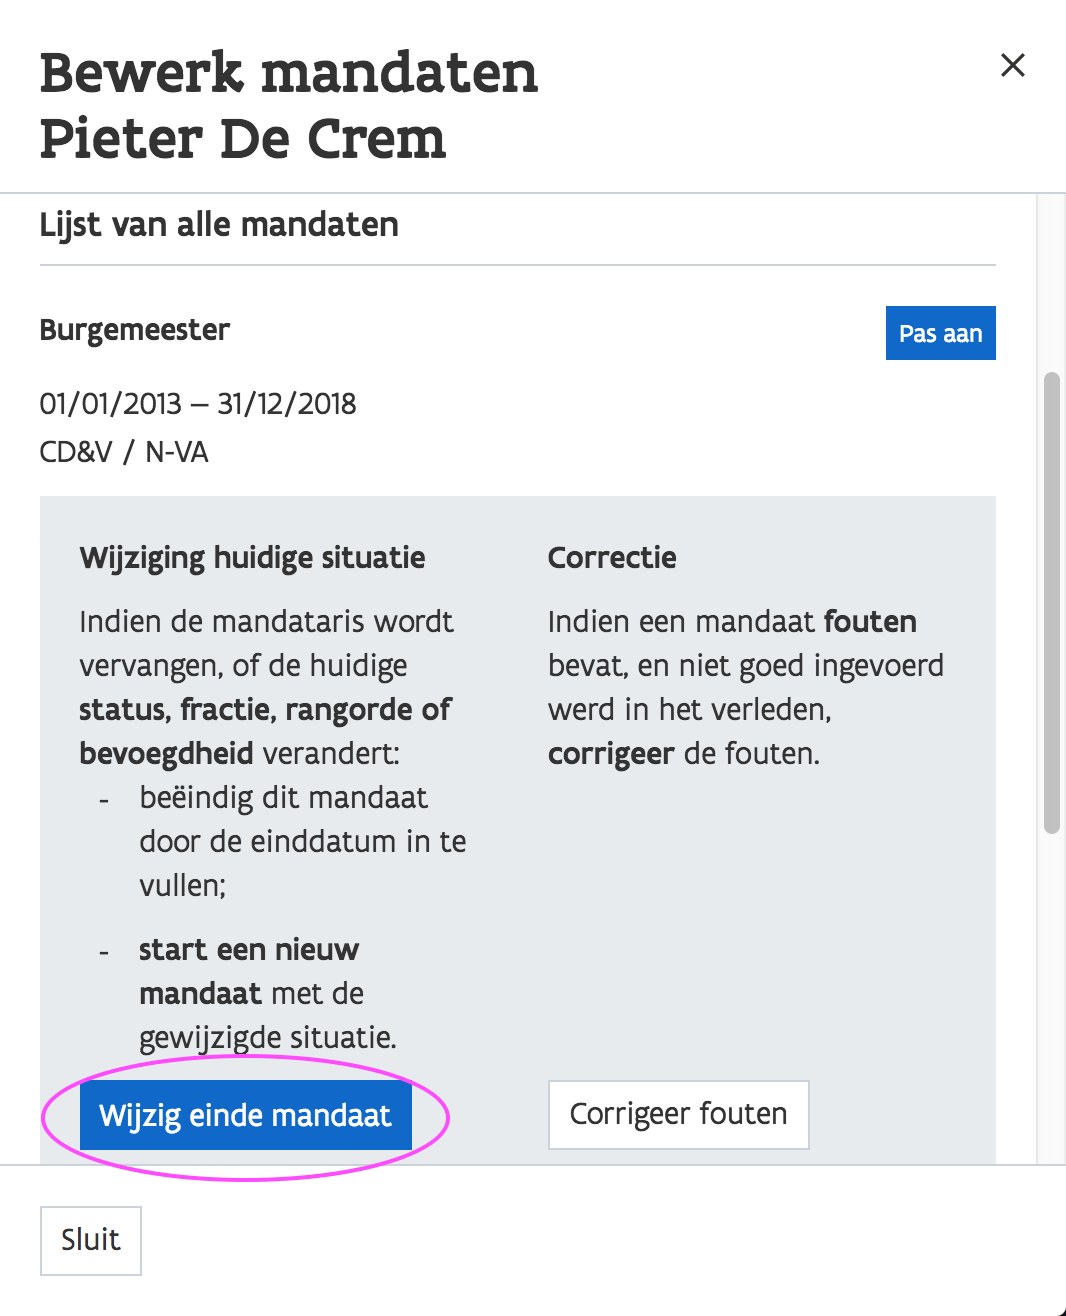 Bewerk mandaten
Pieter De Crem
Lijst van alle mandaten
Burgemeester
Pas aan
01/01/2013 – 31/12/2018
CD&V / N-VA
Wijziging huidige situatie
Indien de mandataris wordt
vervangen, of de huidige
status, fractie, rangorde of
bevoegdheid verandert:
- beëindig dit mandaat
door de einddatum in te
vullen;
- start een nieuw
mandaat met de
gewijzigde situatie.
Wijzig einde mandaat
Correctie
Indien een mandaat fouten
bevat, en niet goed ingevoerd
werd in het verleden,
corrigeer de fouten.
Corrigeer fouten
Sluit